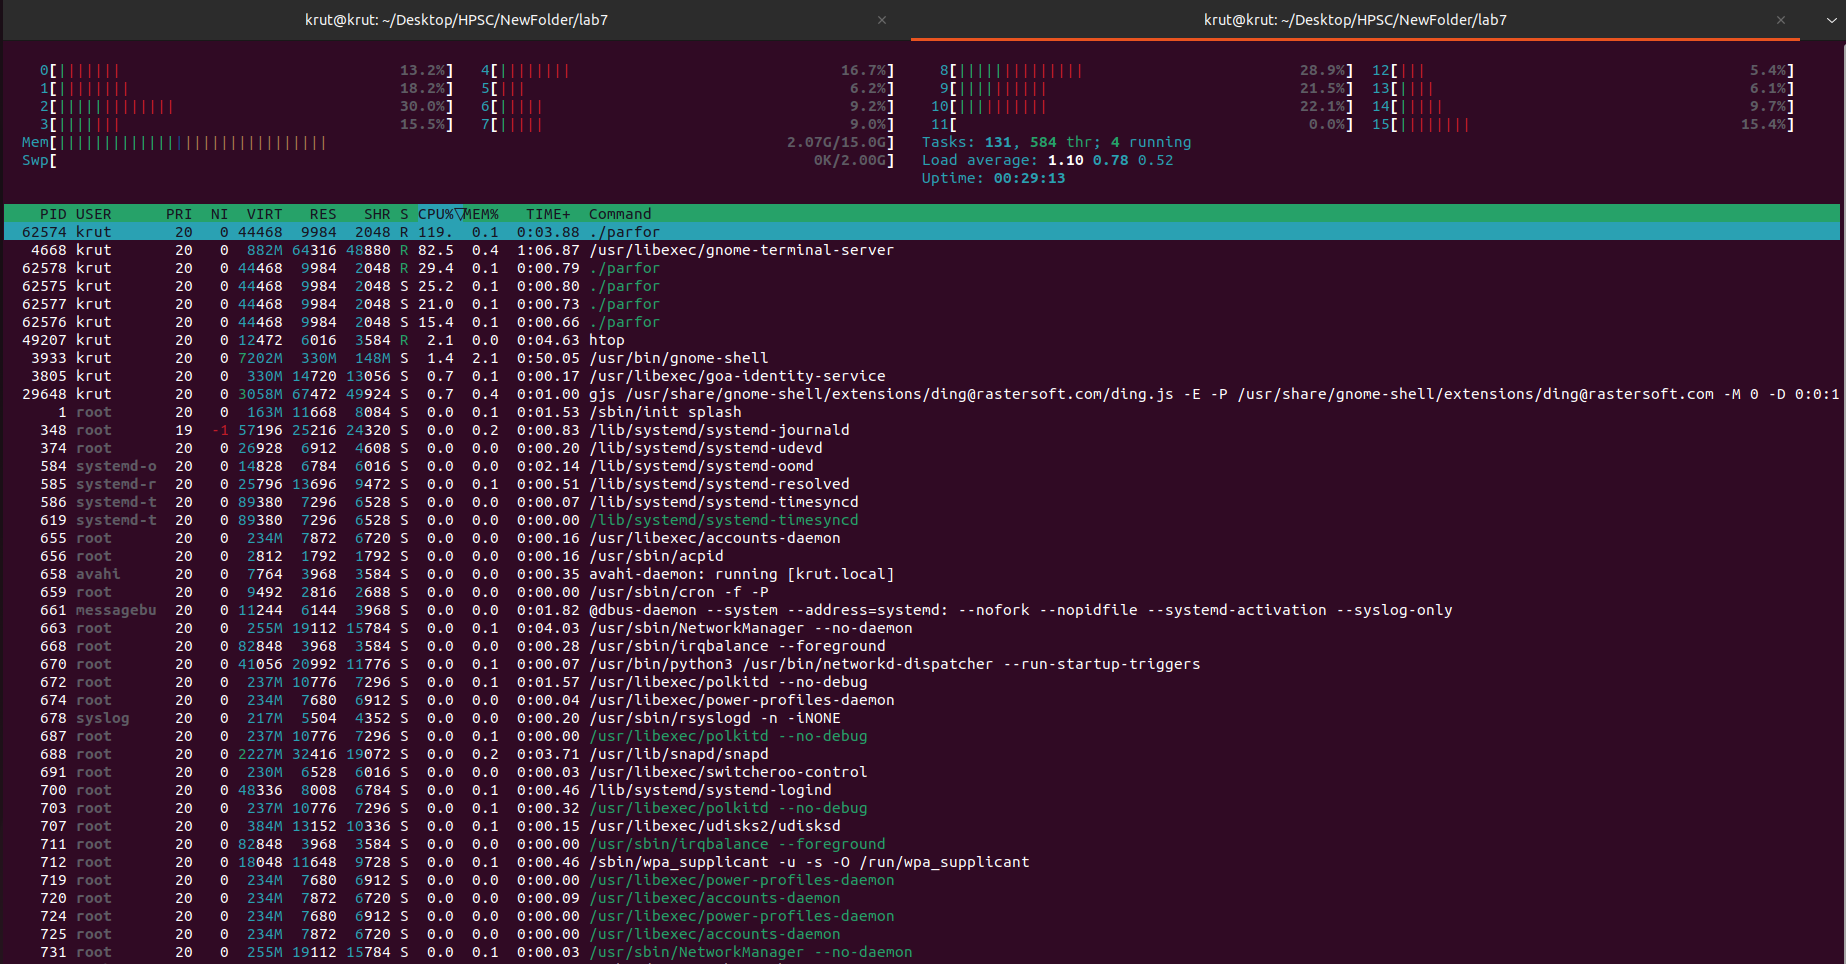 krut@krut: ~/Desktop/HPSC/NewFolder/lab7 × krut@krut: ~/Desktop/HPSC/NewFolder/lab7 ×
0[||||||| 13.2%] 4[|||||||| 16.7%] 8[|||||||||||||| 28.9%] 12[||| 5.4%]
1[|||||||| 18.2%] 5[||| 6.2%] 9[|||||||||| 21.5%] 13[|||| 6.1%]
2[||||||||||||| 30.0%] 6[||||| 9.2%] 10[|||||||||| 22.1%] 14[||||| 9.7%]
3[||||||| 15.5%] 7[||||| 9.0%] 11[ 0.0%] 15[|||||||| 15.4%]
Mem[|||||||||||||||||||||||||||||| 2.07G/15.0G] Tasks: 131, 584 thr; 4 running
Swp[ 0K/2.00G] Load average: 1.10 0.78 0.52
Uptime: 00:29:13
PID USER PRI NI VIRT RES SHR S CPU%▽MEM% TIME+ Command
62574 krut 20 0 44468 9984 2048 R 119. 0.1 0:03.88 ./parfor
4668 krut 20 0 882M 64316 48880 R 82.5 0.4 1:06.87 /usr/libexec/gnome-terminal-server
62578 krut 20 0 44468 9984 2048 R 29.4 0.1 0:00.79 ./parfor
62575 krut 20 0 44468 9984 2048 S 25.2 0.1 0:00.80 ./parfor
62577 krut 20 0 44468 9984 2048 S 21.0 0.1 0:00.73 ./parfor
62576 krut 20 0 44468 9984 2048 S 15.4 0.1 0:00.66 ./parfor
49207 krut 20 0 12472 6016 3584 R 2.1 0.0 0:04.63 htop
3933 krut 20 0 7202M 330M 148M S 1.4 2.1 0:50.05 /usr/bin/gnome-shell
3805 krut 20 0 330M 14720 13056 S 0.7 0.1 0:00.17 /usr/libexec/goa-identity-service
29648 krut 20 0 3058M 67472 49924 S 0.7 0.4 0:01.00 gjs /usr/share/gnome-shell/extensions/ding@rastersoft.com/ding.js -E -P /usr/share/gnome-shell/extensions/ding@rastersoft.com -M 0 -D 0:0:1
1 root 20 0 163M 11668 8084 S 0.0 0.1 0:01.53 /sbin/init splash
348 root 19 -1 57196 25216 24320 S 0.0 0.2 0:00.83 /lib/systemd/systemd-journald
374 root 20 0 26928 6912 4608 S 0.0 0.0 0:00.20 /lib/systemd/systemd-udevd
584 systemd-o 20 0 14828 6784 6016 S 0.0 0.0 0:02.14 /lib/systemd/systemd-oomd
585 systemd-r 20 0 25796 13696 9472 S 0.0 0.1 0:00.51 /lib/systemd/systemd-resolved
586 systemd-t 20 0 89380 7296 6528 S 0.0 0.0 0:00.07 /lib/systemd/systemd-timesyncd
619 systemd-t 20 0 89380 7296 6528 S 0.0 0.0 0:00.00 /lib/systemd/systemd-timesyncd
655 root 20 0 234M 7872 6720 S 0.0 0.0 0:00.16 /usr/libexec/accounts-daemon
656 root 20 0 2812 1792 1792 S 0.0 0.0 0:00.16 /usr/sbin/acpid
658 avahi 20 0 7764 3968 3584 S 0.0 0.0 0:00.35 avahi-daemon: running [krut.local]
659 root 20 0 9492 2816 2688 S 0.0 0.0 0:00.00 /usr/sbin/cron -f -P
661 messagebu 20 0 11244 6144 3968 S 0.0 0.0 0:01.82 @dbus-daemon --system --address=systemd: --nofork --nopidfile --systemd-activation --syslog-only
663 root 20 0 255M 19112 15784 S 0.0 0.1 0:04.03 /usr/sbin/NetworkManager --no-daemon
668 root 20 0 82848 3968 3584 S 0.0 0.0 0:00.28 /usr/sbin/irqbalance --foreground
670 root 20 0 41056 20992 11776 S 0.0 0.1 0:00.07 /usr/bin/python3 /usr/bin/networkd-dispatcher --run-startup-triggers
672 root 20 0 237M 10776 7296 S 0.0 0.1 0:01.57 /usr/libexec/polkitd --no-debug
674 root 20 0 234M 7680 6912 S 0.0 0.0 0:00.04 /usr/libexec/power-profiles-daemon
678 syslog 20 0 217M 5504 4352 S 0.0 0.0 0:00.20 /usr/sbin/rsyslogd -n -iNONE
687 root 20 0 237M 10776 7296 S 0.0 0.1 0:00.00 /usr/libexec/polkitd --no-debug
688 root 20 0 2227M 32416 19072 S 0.0 0.2 0:03.71 /usr/lib/snapd/snapd
691 root 20 0 230M 6528 6016 S 0.0 0.0 0:00.03 /usr/libexec/switcheroo-control
700 root 20 0 48336 8008 6784 S 0.0 0.1 0:00.46 /lib/systemd/systemd-logind
703 root 20 0 237M 10776 7296 S 0.0 0.1 0:00.32 /usr/libexec/polkitd --no-debug
707 root 20 0 384M 13152 10336 S 0.0 0.1 0:00.15 /usr/libexec/udisks2/udisksd
711 root 20 0 82848 3968 3584 S 0.0 0.0 0:00.00 /usr/sbin/irqbalance --foreground
712 root 20 0 18048 11648 9728 S 0.0 0.1 0:00.46 /sbin/wpa_supplicant -u -s -O /run/wpa_supplicant
719 root 20 0 234M 7680 6912 S 0.0 0.0 0:00.00 /usr/libexec/power-profiles-daemon
720 root 20 0 234M 7872 6720 S 0.0 0.0 0:00.09 /usr/libexec/accounts-daemon
724 root 20 0 234M 7680 6912 S 0.0 0.0 0:00.00 /usr/libexec/power-profiles-daemon
725 root 20 0 234M 7872 6720 S 0.0 0.0 0:00.00 /usr/libexec/accounts-daemon
731 root 20 0 255M 19112 15784 S 0.0 0.1 0:00.03 /usr/sbin/NetworkManager --no-daemon